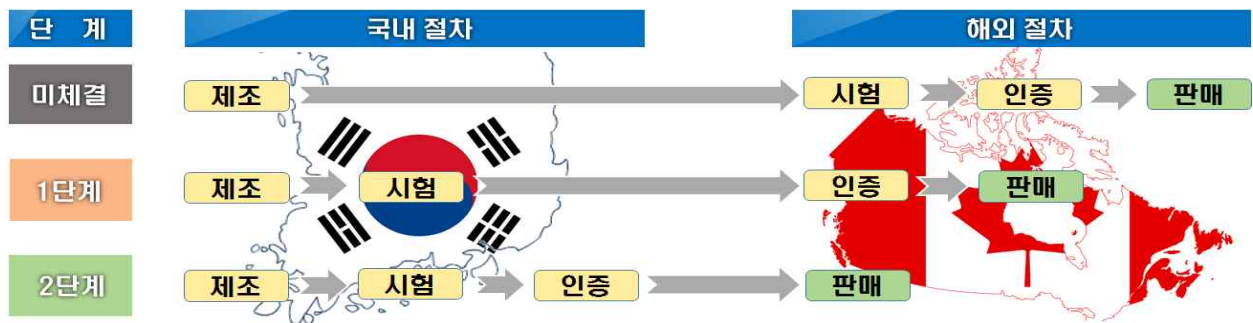 단 계 국내 절차 해외 절차
미체결 제조 시험 인증 판매
1단계 제조 시험 인증 판매
2단계 제조 시험 인증 판매